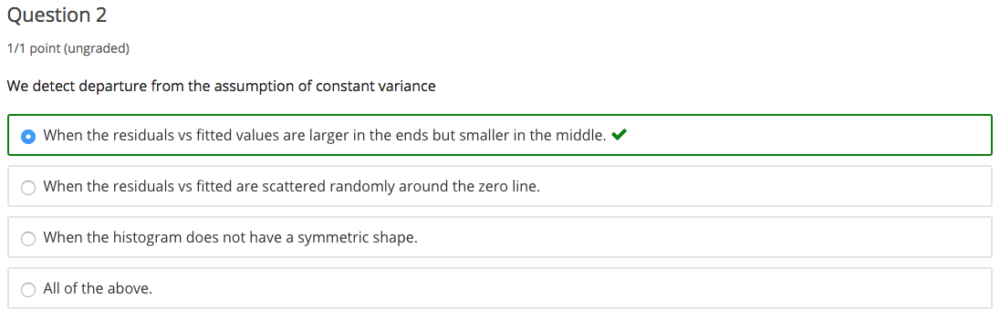 Question 2
1/1 point (ungraded)
We detect departure from the assumption of constant variance
When the residuals vs fitted values are larger in the ends but smaller in the middle.
When the residuals vs fitted are scattered randomly around the zero line.
When the histogram does not have a symmetric shape.
All of the above.